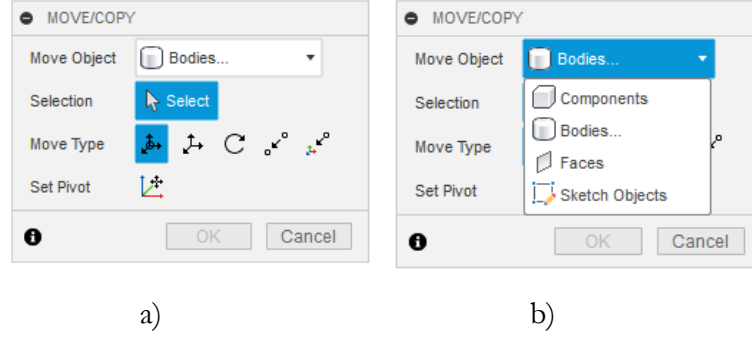 MOVE/COPY
Move Object Bodies...
Selection Select
Move Type
Set Pivot
OK Cancel
a)
MOVE/COPY
Move Object Bodies...
Selection
Components
Bodies...
Move Type
Faces
Set Pivot
Sketch Objects
OK Cancel
b)